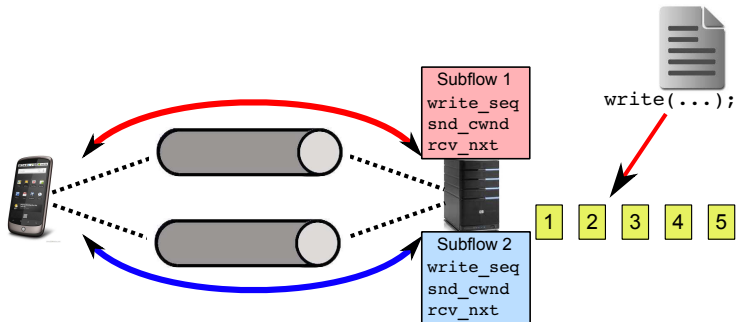 Subflow 1
write_seq
snd_cwnd
rcv_nxt
write(...);
1 2 3 4 5
Subflow 2
write_seq
snd_cwnd
rcv_nxt